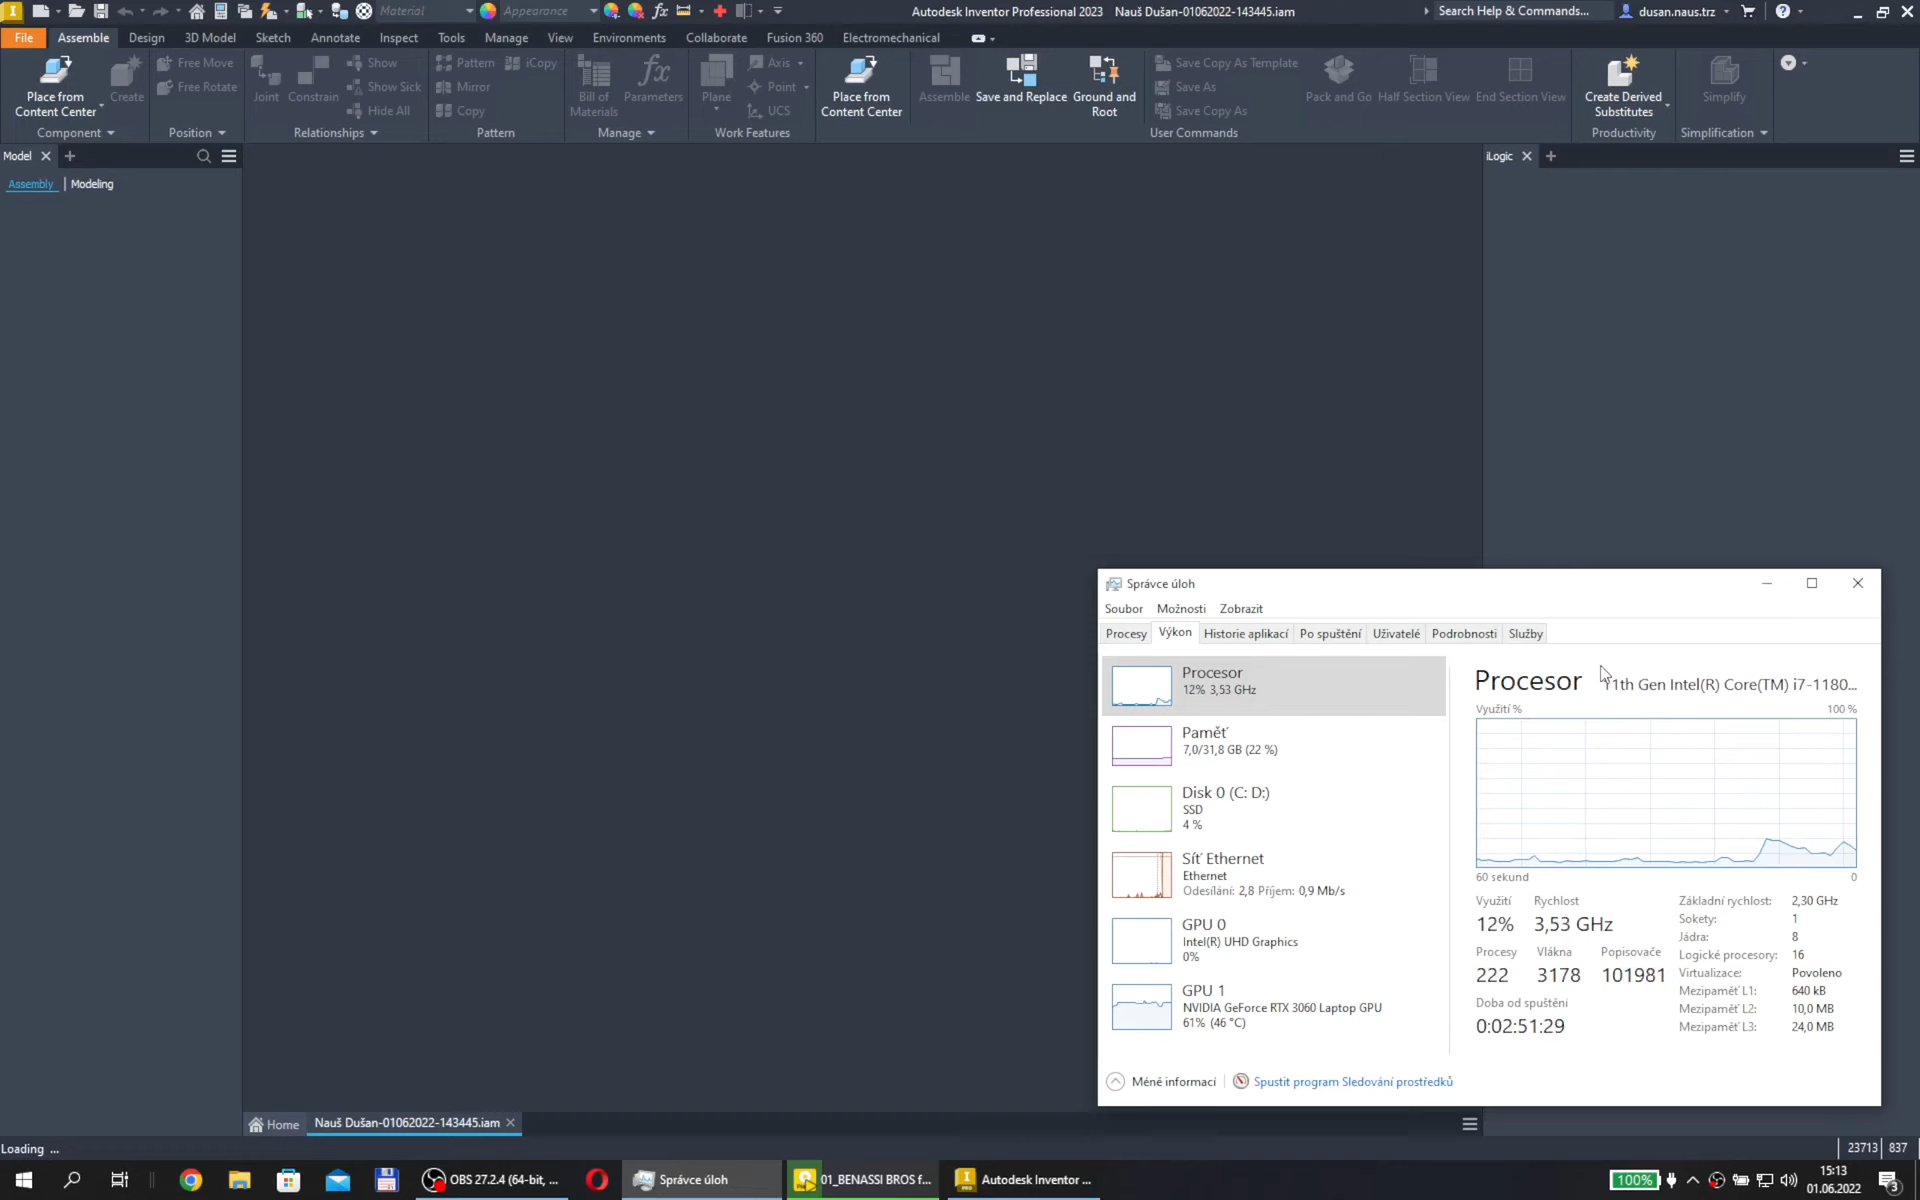 Material
Appearance
Autodesk Inventor Professional 2023 Nauš Dušan-01062022-143445.iam
Search Help & Commands...
dusan.naus.trz
File Assemble Design 3D Model Sketch Annotate Inspect Tools Manage View Environments Collaborate Fusion 360 Electromechanical
Place from
Content Center
Create
Component
Free Move
Free Rotate
Position
Joint
Constrain
Show
Show Sick
Hide All
Relationships
Pattern
iCopy
Mirror
Copy
Pattern
Bill of
Materials
Parameters
Manage
Plane
Axis
Point
UCS
Work Features
Place from
Content Center
Assemble
Save and Replace
Ground and
Root
Save Copy As Template
Save As
Save Copy As
Pack and Go
Half Section View
End Section View
User Commands
Create Derived
Substitutes
Productivity
Simplify
Simplification
Model
iLogic
Assembly | Modeling
Správce úloh
Soubor Možnosti Zobrazit
Procesy Výkon Historie aplikací Po spuštění Uživatelé Podrobnosti Služby
Procesor
12% 3,53 GHz
Paměť
7,0/31,8 GB (22 %)
Disk 0 (C: D:)
SSD
4 %
Síť Ethernet
Ethernet
Odesílání: 2,8 Příjem: 0,9 Mb/s
GPU 0
Intel(R) UHD Graphics
0%
GPU 1
NVIDIA GeForce RTX 3060 Laptop GPU
61% (46 °C)
Procesor
11th Gen Intel(R) Core(TM) i7-1180...
Využití %
100 %
60 sekund
0
Využití
12%
Rychlost
3,53 GHz
Procesy
222
Vlákna
3178
Popisovače
101981
Doba od spuštění
0:02:51:29
Základní rychlost: 2,30 GHz
Sokety: 1
Jádra: 8
Logické procesory: 16
Virtualizace: Povoleno
Mezipaměť L1: 640 kB
Mezipaměť L2: 10,0 MB
Mezipaměť L3: 24,0 MB
Méně informací
Spustit program Sledování prostředků
Home
Nauš Dušan-01062022-143445.iam
Loading ...
23713
837
OBS 27.2.4 (64-bit, ...
Správce úloh
01_BENASSI BROS f...
Autodesk Inventor ...
100%
15:13
01.06.2022
3